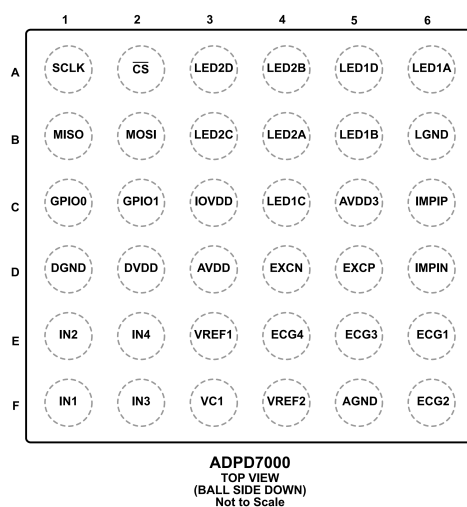 1 2 3 4 5 6
A SCLK CS LED2D LED2B LED1D LED1A
B MISO MOSI LED2C LED2A LED1B LGND
C GPIO0 GPIO1 IOVDD LED1C AVDD3 IMPIP
D DGND DVDD AVDD EXCN EXCP IMPIN
E IN2 IN4 VREF1 ECG4 ECG3 ECG1
F IN1 IN3 VC1 VREF2 AGND ECG2
ADPD7000
TOP VIEW
(BALL SIDE DOWN)
Not to Scale